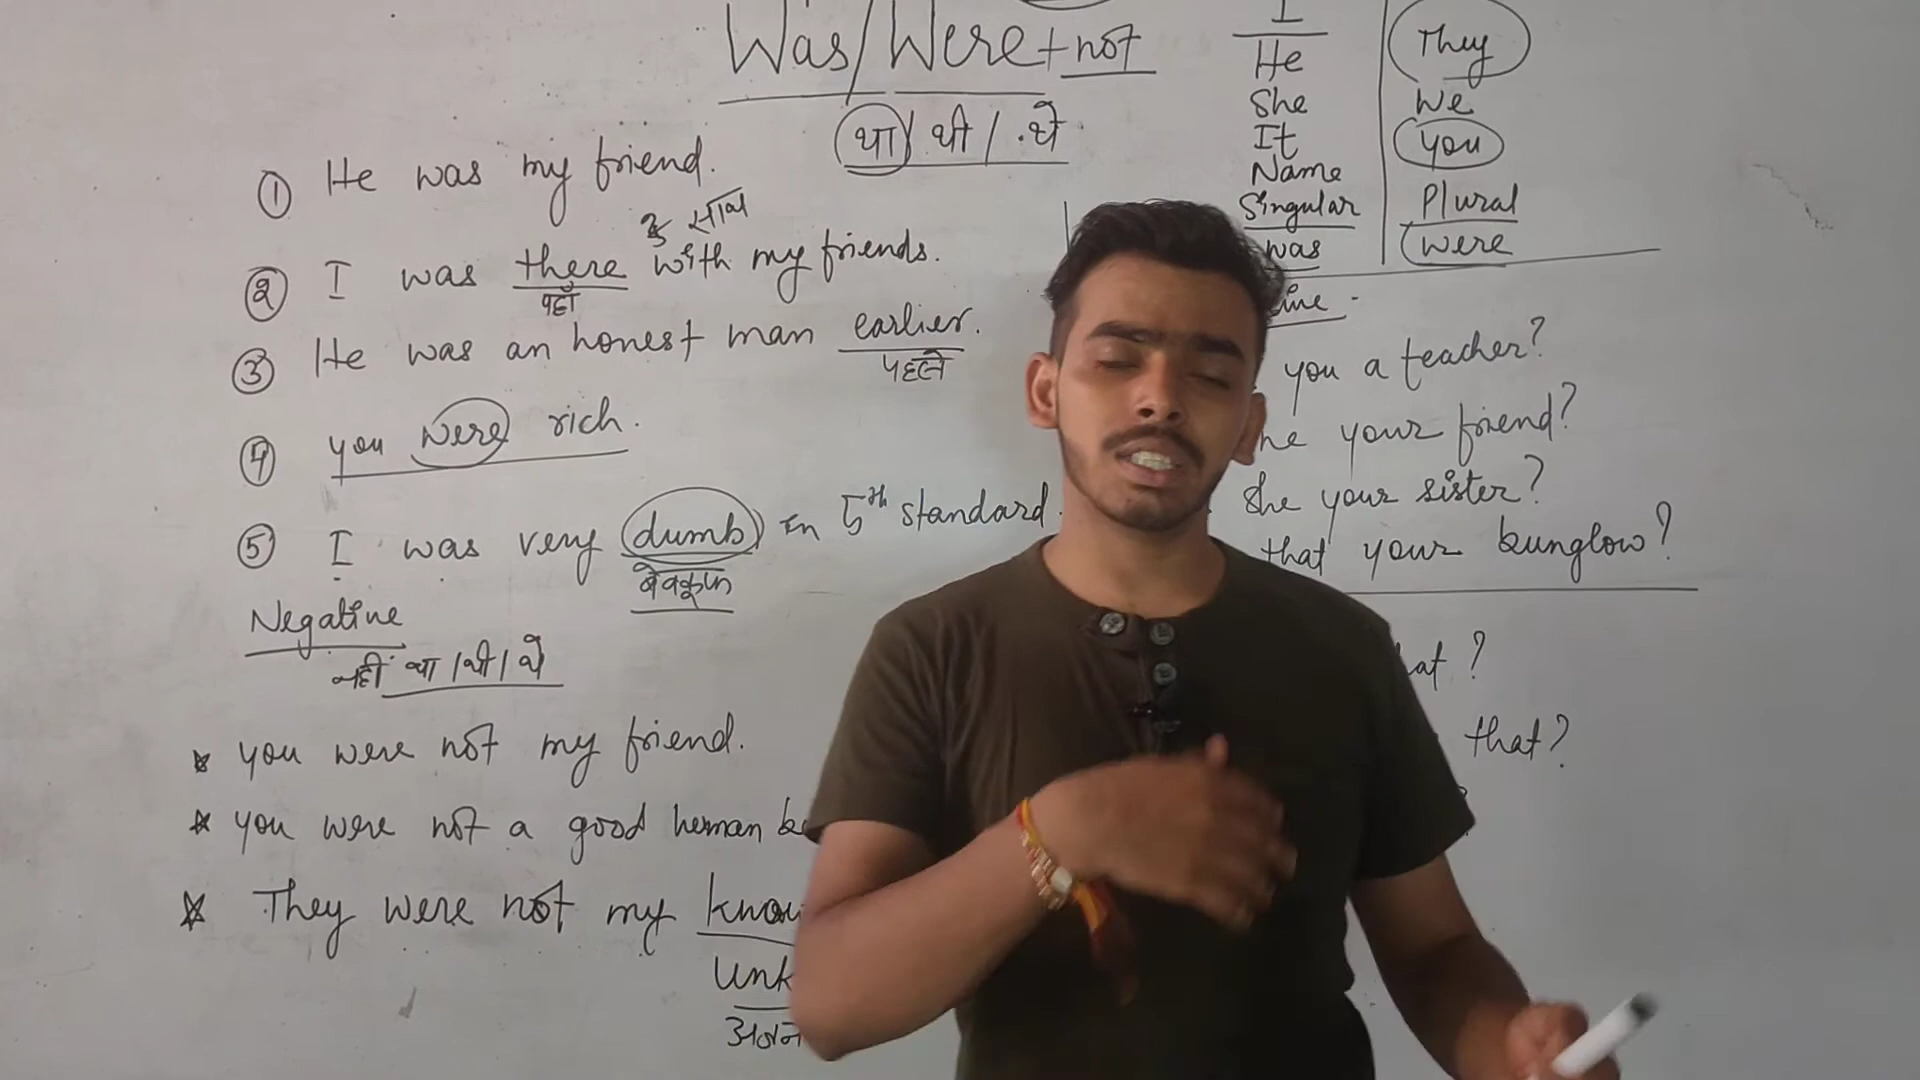 Was/Were + not
था / थी / थे
① He was my friend.
के साथ
② I was there with my friends.
वहाँ
③ He was an honest man earlier.
पहले
④ you were rich.
⑤ I was very dumb in 5th standard.
बेवकूफ
Negative
नहीं था / थी / थे
you were not my friend.
you were not a good human
They were not my
I
He
She
It
Name
Singular
was
They
We
you
Plural
were
you a teacher?
your friend?
She your sister?
that your bunglow?
that?